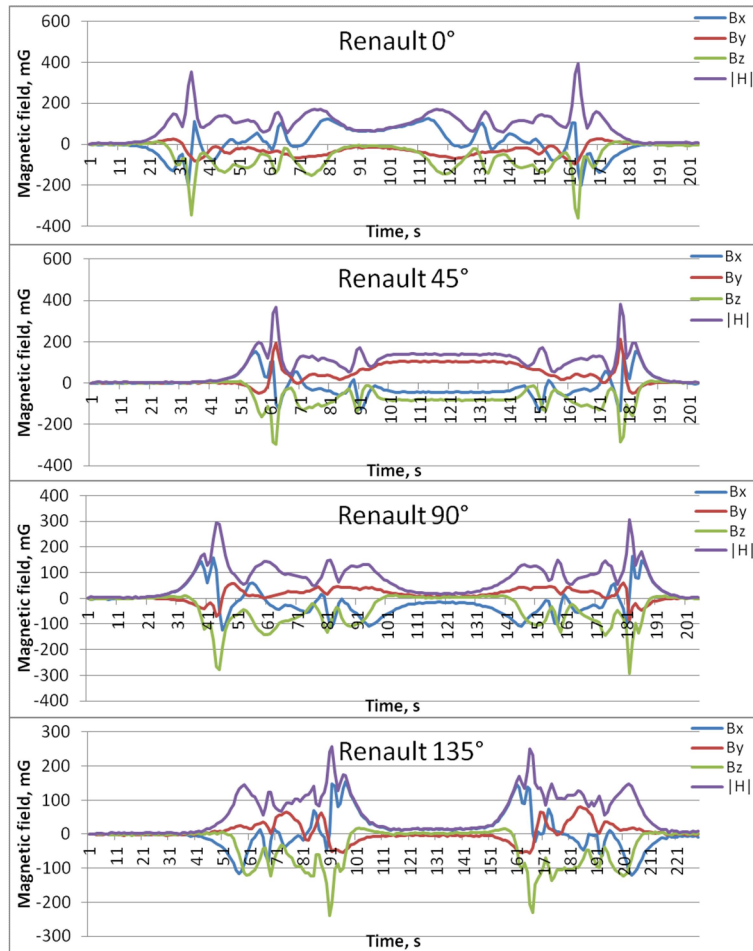 Renault 0°
Magnetic field, mG
600
400
200
0
-200
-400
1 11 21 31 41 51 61 71 81 91 101 111 121 131 141 151 161 171 181 191 201
Time, s
Bx
By
Bz
|H|
Renault 45°
Magnetic field, mG
600
400
200
0
-200
-400
1 11 21 31 41 51 61 71 81 91 101 111 121 131 141 151 161 171 181 191 201
Time, s
Bx
By
Bz
|H|
Renault 90°
Magnetic field, mG
400
300
200
100
0
-100
-200
-300
-400
1 11 21 31 41 51 61 71 81 91 101 111 121 131 141 151 161 171 181 191 201
Time, s
Bx
By
Bz
|H|
Renault 135°
Magnetic field, mG
300
200
100
0
-100
-200
-300
1 11 21 31 41 51 61 71 81 91 101 111 121 131 141 151 161 171 181 191 201 211 221
Time, s
Bx
By
Bz
|H|